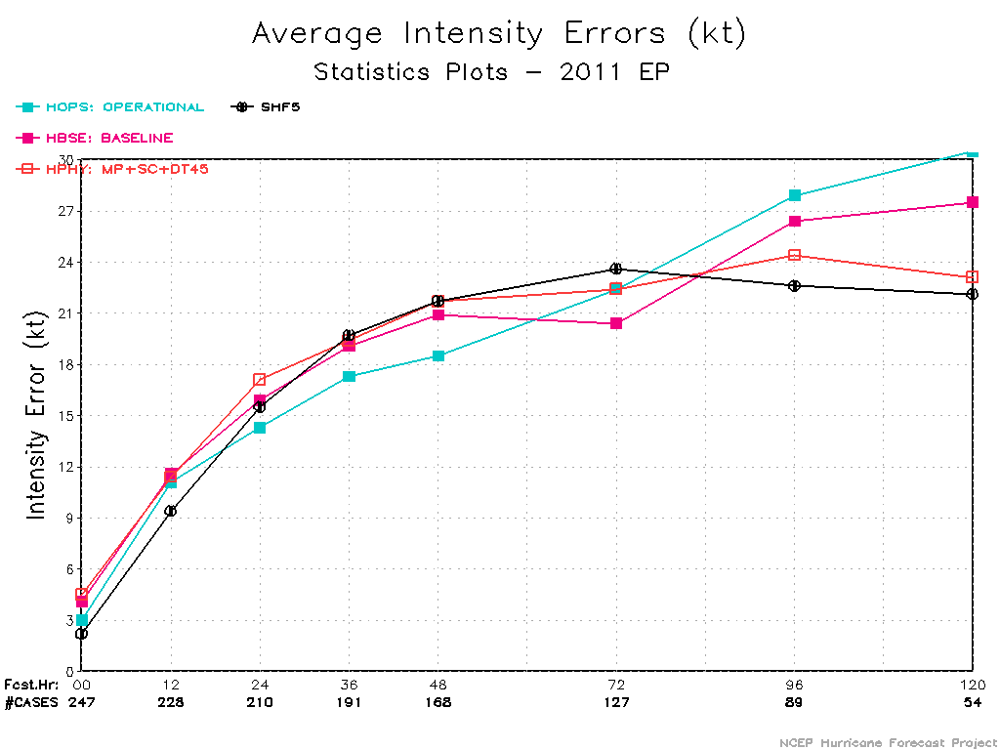 Average Intensity Errors (kt)
Statistics Plots - 2011 EP
HOPS: OPERATIONAL
SHF5
HBSE: BASELINE
HPHY: MP+SC+DT45
30
27
24
21
18
15
12
9
6
3
0
Intensity Error (kt)
Fcst.Hr: 00 12 24 36 48 72 96 120
#CASES 247 228 210 191 168 127 89 54
NCEP Hurricane Forecast Project